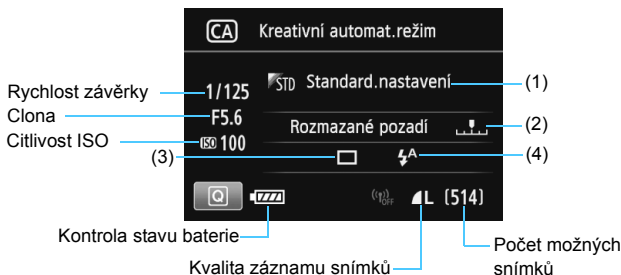 CA Kreativní automat.režim
Rychlost závěrky 1/125 STD Standard.nastavení (1)
Clona F5.6
Rozmazané pozadí (2)
Citlivost ISO ISO 100
(3) A (4)
Q OFF L [514]
Kontrola stavu baterie
Počet možných
snímků
Kvalita záznamu snímků